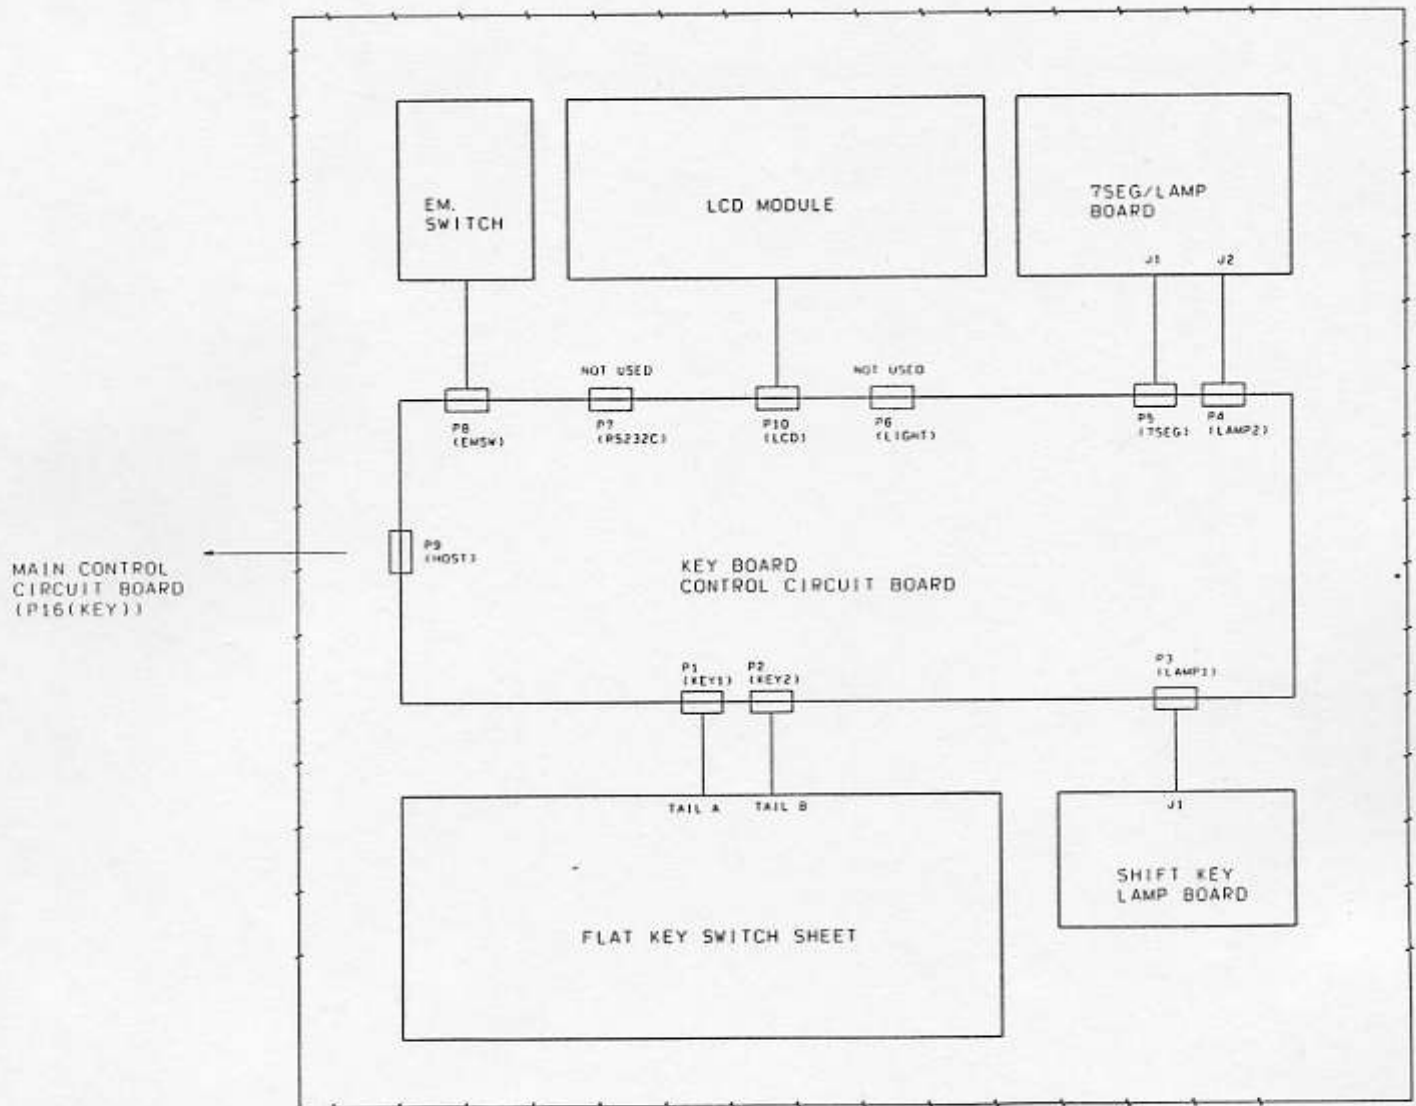 EM.
SWITCH
LCD MODULE
7SEG/LAMP
BOARD
J1
J2
NOT USED
NOT USED
P8
(EMSW)
P7
(RS232C)
P10
(LCD)
P6
(LIGHT)
P5
(7SEG)
P4
(LAMP2)
P9
(HOST)
MAIN CONTROL
CIRCUIT BOARD
(P16(KEY))
KEY BOARD
CONTROL CIRCUIT BOARD
P1
(KEY1)
P2
(KEY2)
P3
(LAMP1)
TAIL A
TAIL B
J1
SHIFT KEY
LAMP BOARD
FLAT KEY SWITCH SHEET